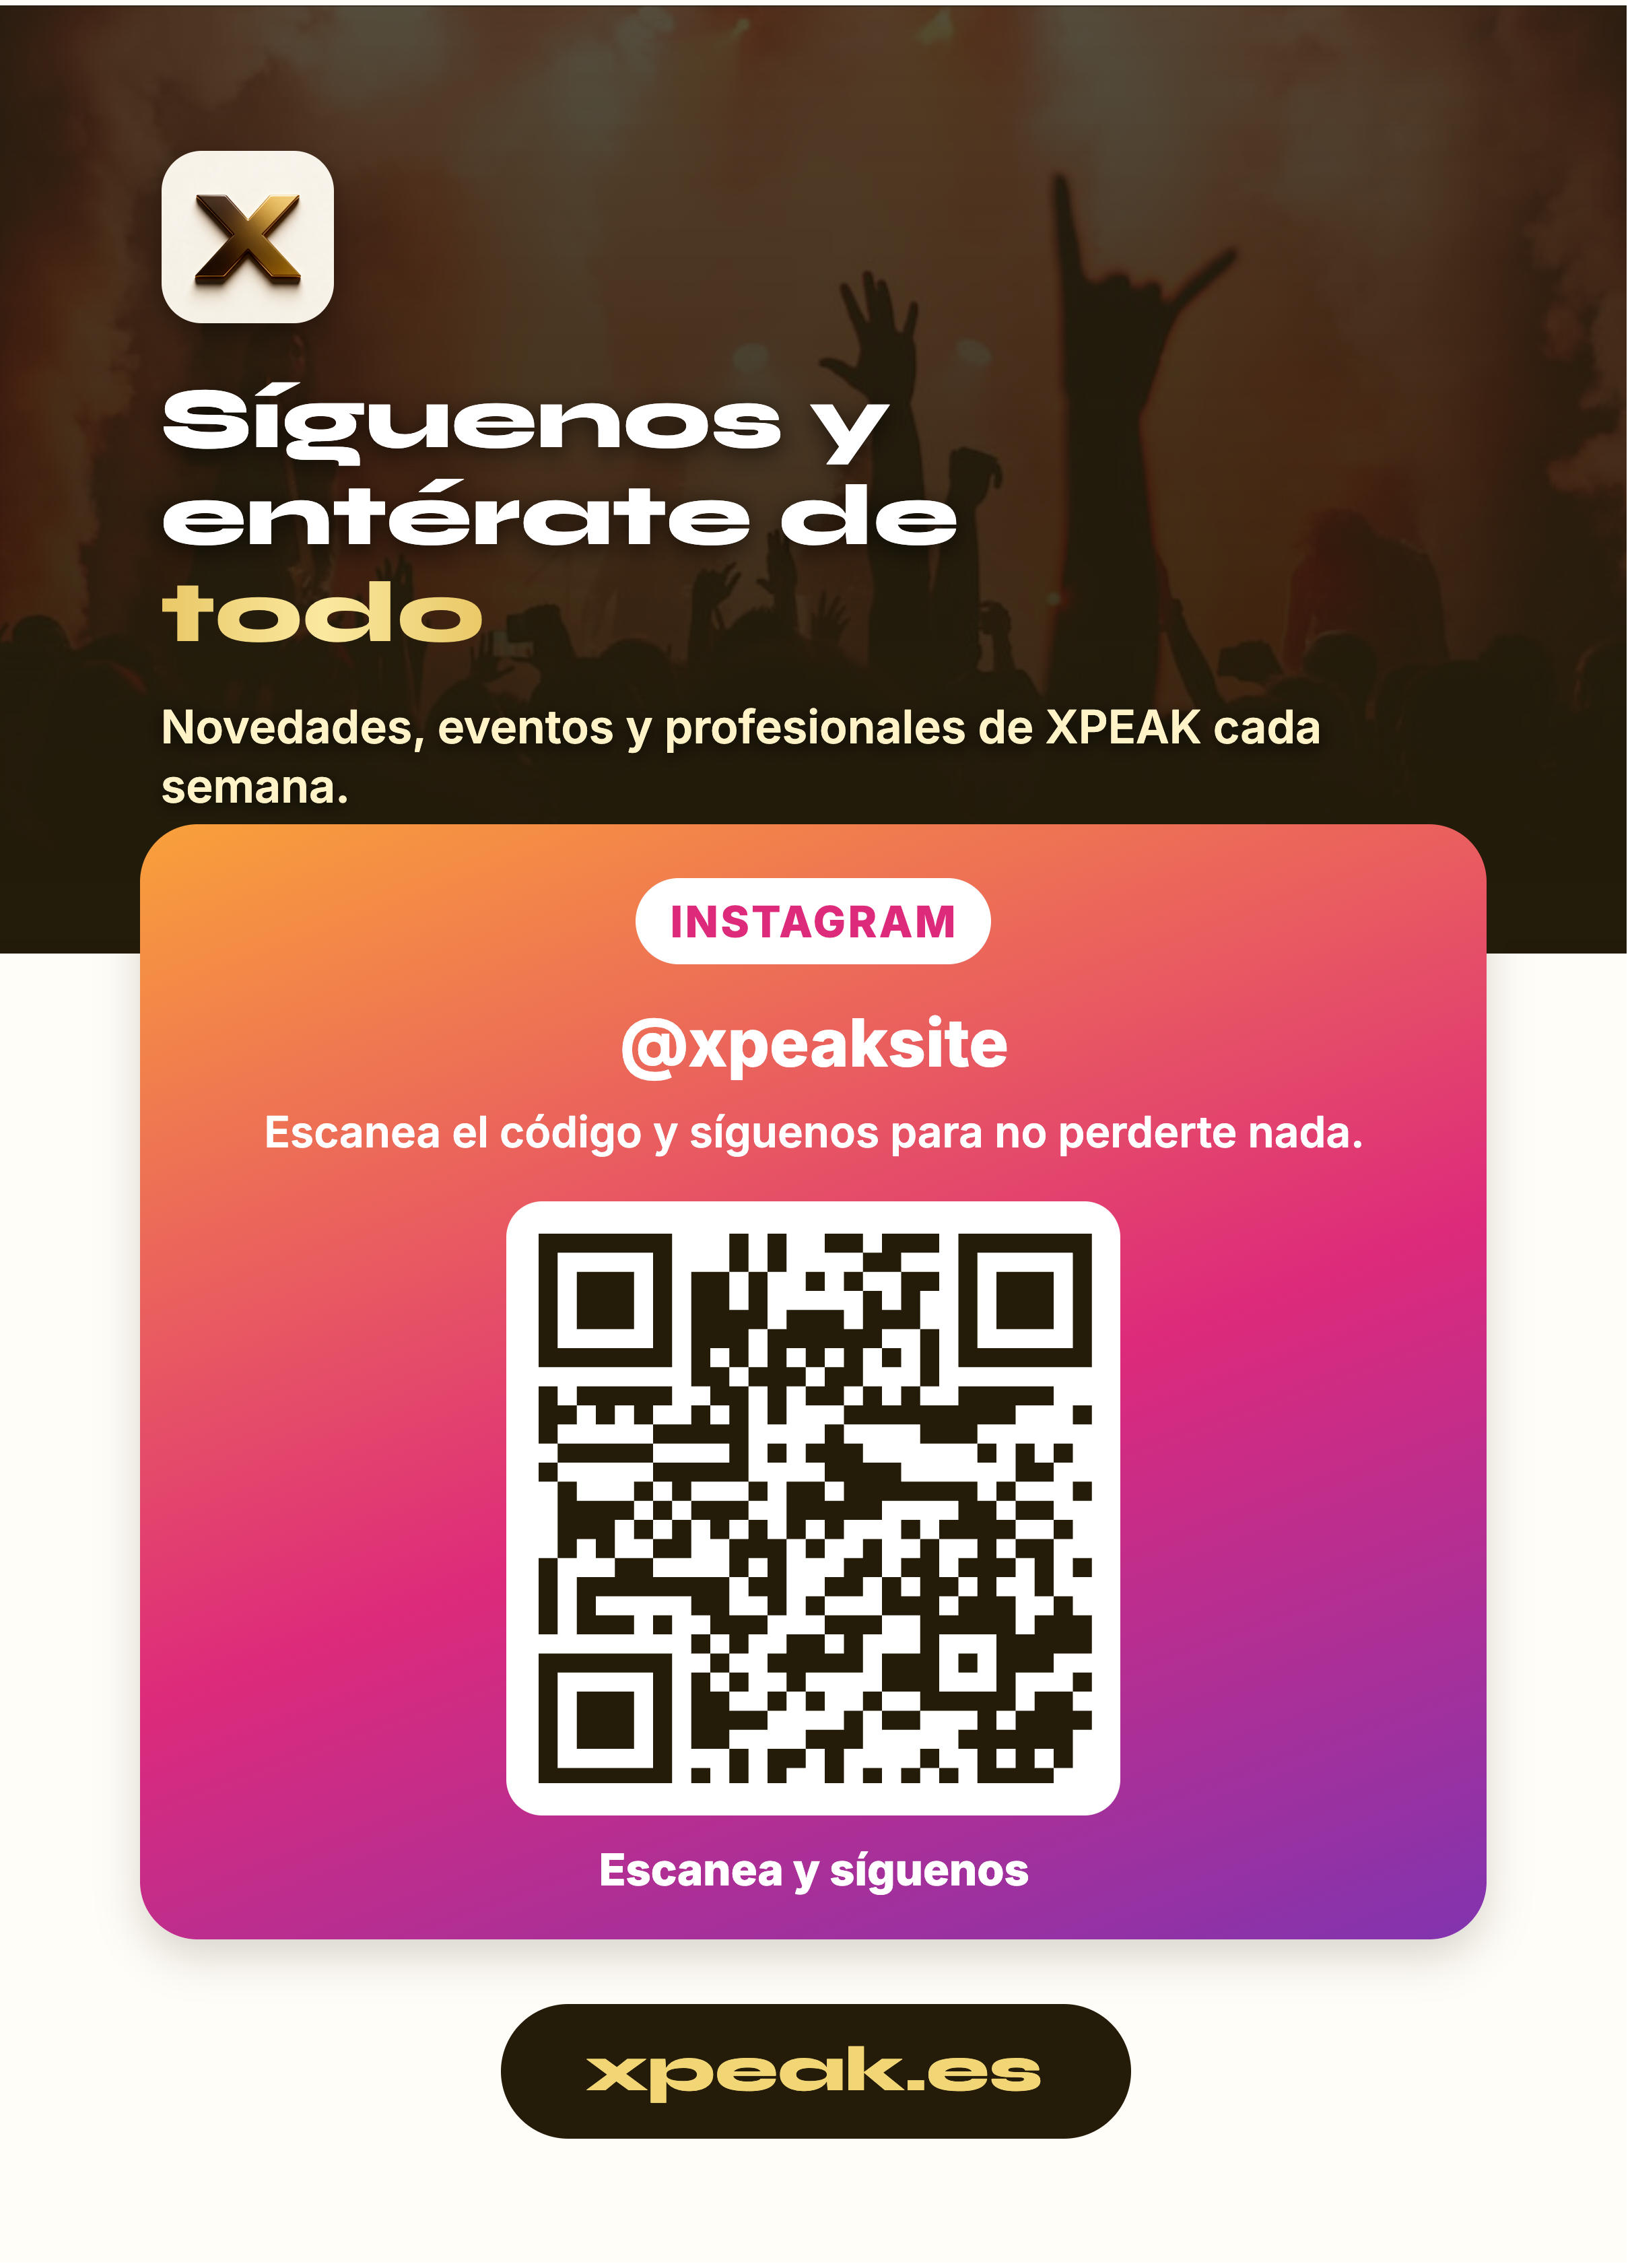 X
Síguenos y
entérate de
todo
Novedades, eventos y profesionales de XPEAK cada
semana.
INSTAGRAM
@xpeaksite
Escanea el código y síguenos para no perderte nada.
Escanea y síguenos
xpeak.es